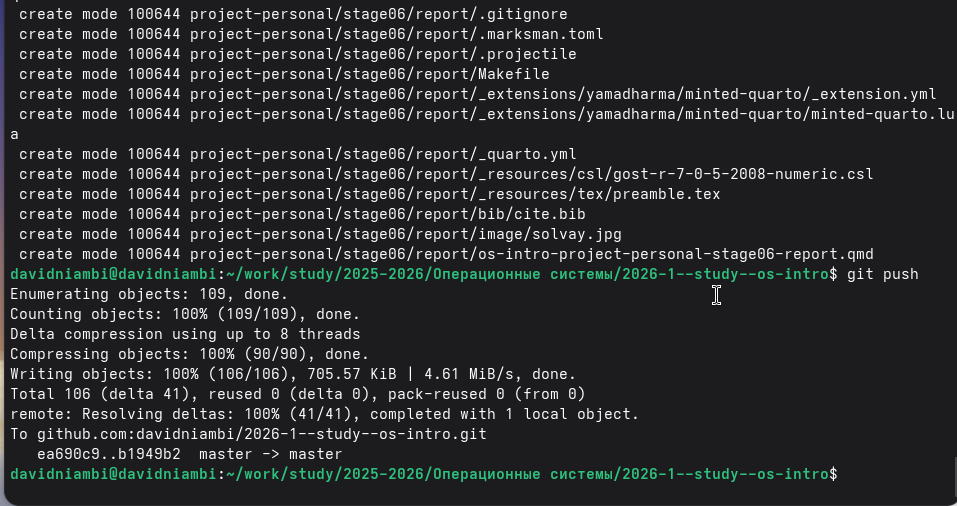 create mode 100644 project-personal/stage06/report/.gitignore
create mode 100644 project-personal/stage06/report/.marksman.toml
create mode 100644 project-personal/stage06/report/.projectile
create mode 100644 project-personal/stage06/report/Makefile
create mode 100644 project-personal/stage06/report/_extensions/yamadharma/minted-quarto/_extension.yml
create mode 100644 project-personal/stage06/report/_extensions/yamadharma/minted-quarto/minted-quarto.lu
a
create mode 100644 project-personal/stage06/report/_quarto.yml
create mode 100644 project-personal/stage06/report/_resources/csl/gost-r-7-0-5-2008-numeric.csl
create mode 100644 project-personal/stage06/report/_resources/tex/preamble.tex
create mode 100644 project-personal/stage06/report/bib/cite.bib
create mode 100644 project-personal/stage06/report/image/solvay.jpg
create mode 100644 project-personal/stage06/report/os-intro-project-personal-stage06-report.qmd
davidniambi@davidniambi:~/work/study/2025-2026/Операционные системы/2026-1--study--os-intro$ git push
Enumerating objects: 109, done.
Counting objects: 100% (109/109), done.
Delta compression using up to 8 threads
Compressing objects: 100% (90/90), done.
Writing objects: 100% (106/106), 705.57 KiB | 4.61 MiB/s, done.
Total 106 (delta 41), reused 0 (delta 0), pack-reused 0 (from 0)
remote: Resolving deltas: 100% (41/41), completed with 1 local object.
To github.com:davidniambi/2026-1--study--os-intro.git
ea690c9..b1949b2  master -> master
davidniambi@davidniambi:~/work/study/2025-2026/Операционные системы/2026-1--study--os-intro$